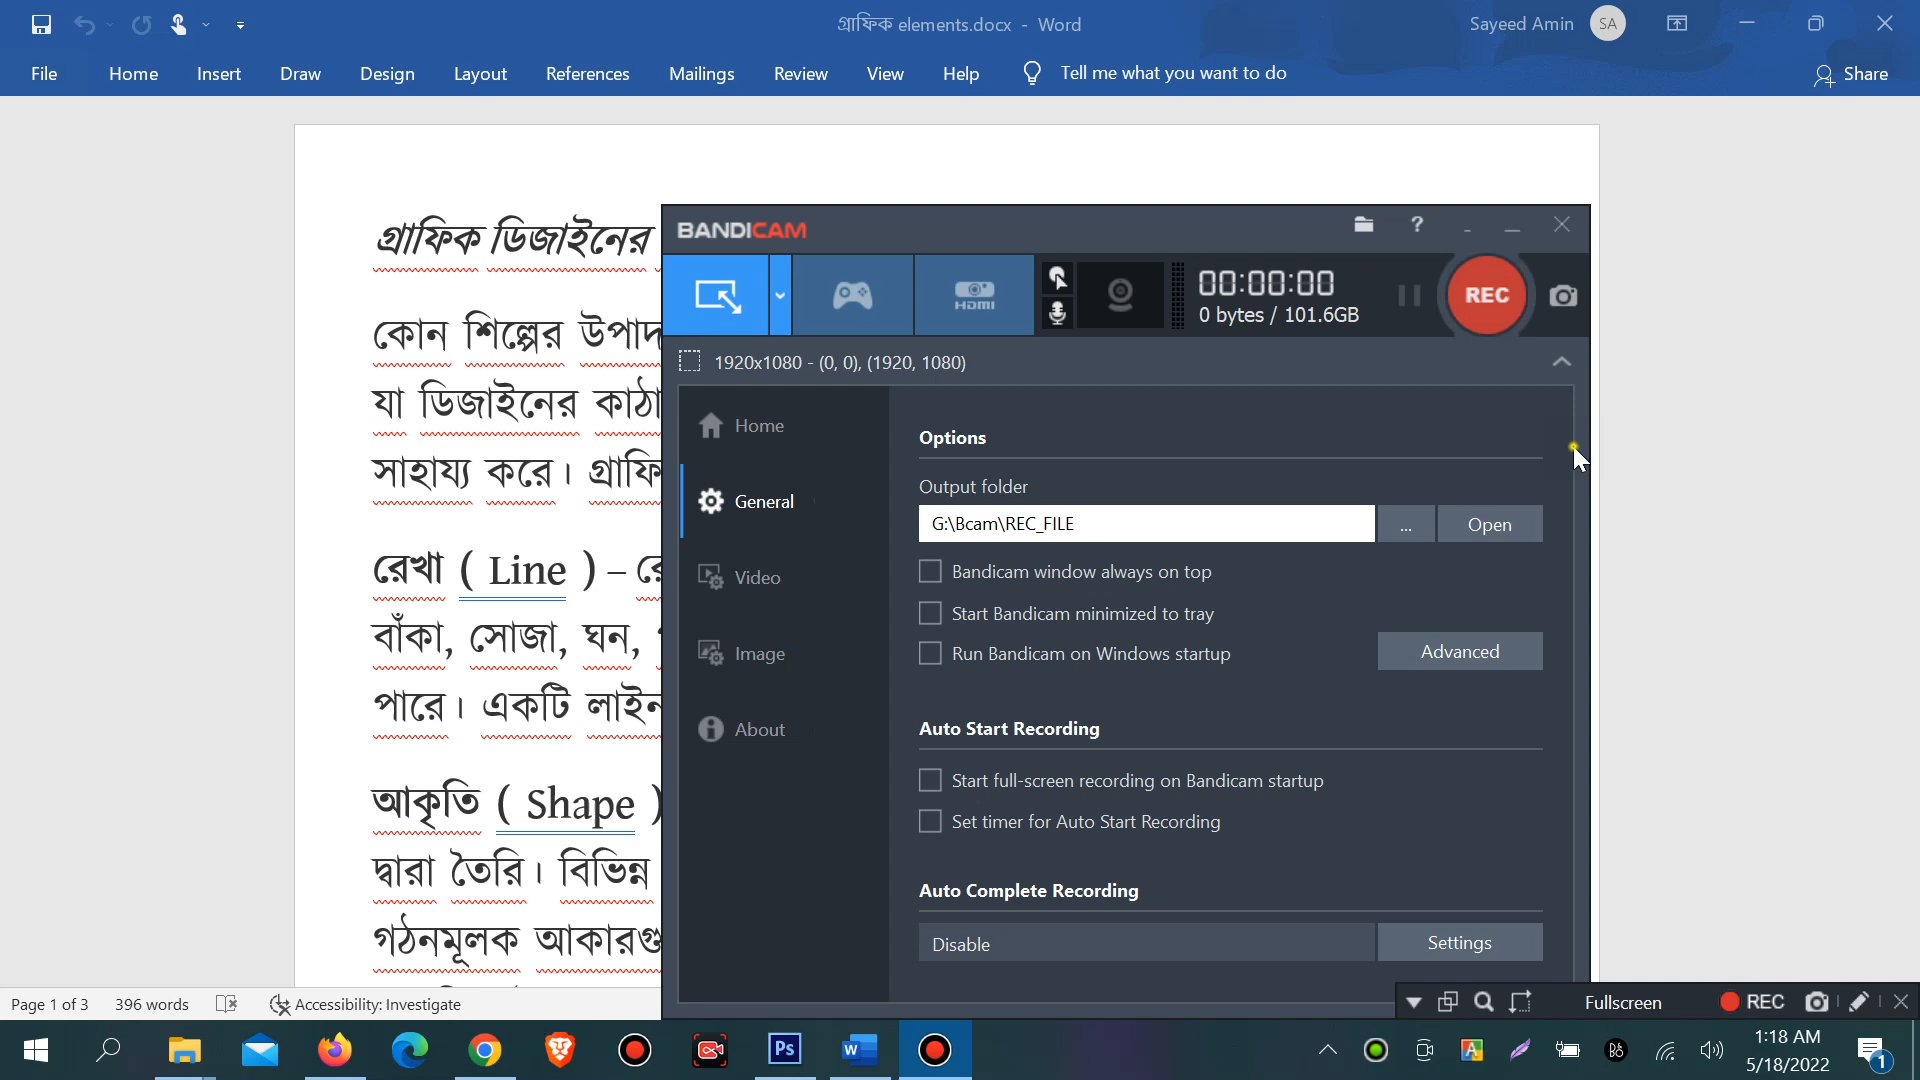 গ্রাফিক elements.docx - Word
Sayeed Amin SA
File Home Insert Draw Design Layout References Mailings Review View Help Tell me what you want to do Share
গ্রাফিক ডিজাইনের
কোন শিল্পের
যা ডিজাইনের
সাহায্য করে।
রেখা ( Line ) –
বাঁকা, সোজা, ঘন,
পারে। একটি
আকৃতি ( Shape )
দ্বারা তৈরি। বিভিন্ন
গঠনমূলক
BANDICAM
?
HDMI
00:00:00
0 bytes / 101.6GB
REC
1920x1080 - (0, 0), (1920, 1080)
Home
General
Video
Image
About
Options
Output folder
G:\Bcam\REC_FILE ... Open
Bandicam window always on top
Start Bandicam minimized to tray
Run Bandicam on Windows startup Advanced
Auto Start Recording
Start full-screen recording on Bandicam startup
Set timer for Auto Start Recording
Auto Complete Recording
Disable Settings
Fullscreen REC
Page 1 of 3 396 words Accessibility: Investigate
Ps W
1:18 AM
5/18/2022
1